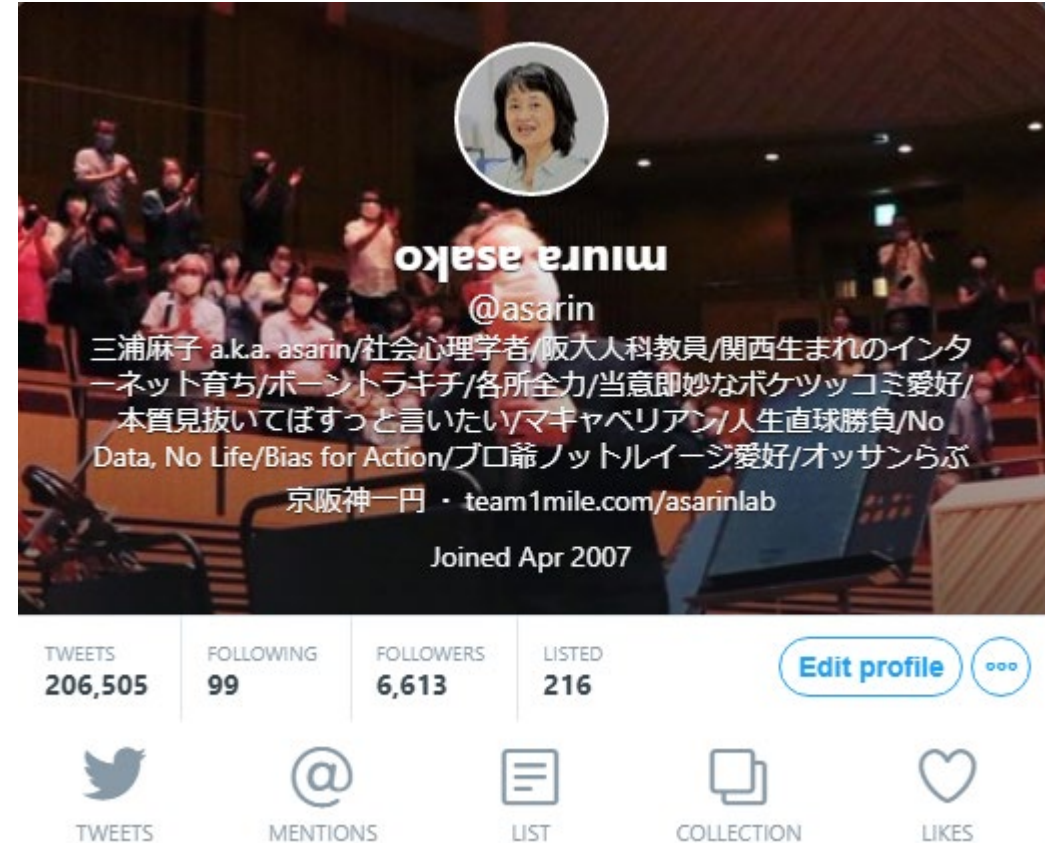 oʞɐsɐ ɐɹnıɯ
@asarin
三浦麻子 a.k.a. asarin/社会心理学者/阪大人科教員/関西生まれのインタ
ーネット育ち/ボーントラキチ/各所全力/当意即妙なボケツッコミ愛好/
本質見抜いてぼすっと言いたい/マキャベリアン/人生直球勝負/No
Data, No Life/Bias for Action/ブロ爺ノットルイージ愛好/オッサンらぶ
京阪神一円 · team1mile.com/asarinlab
Joined Apr 2007
TWEETS FOLLOWING FOLLOWERS LISTED
206,505 99 6,613 216
Edit profile
TWEETS MENTIONS LIST COLLECTION LIKES